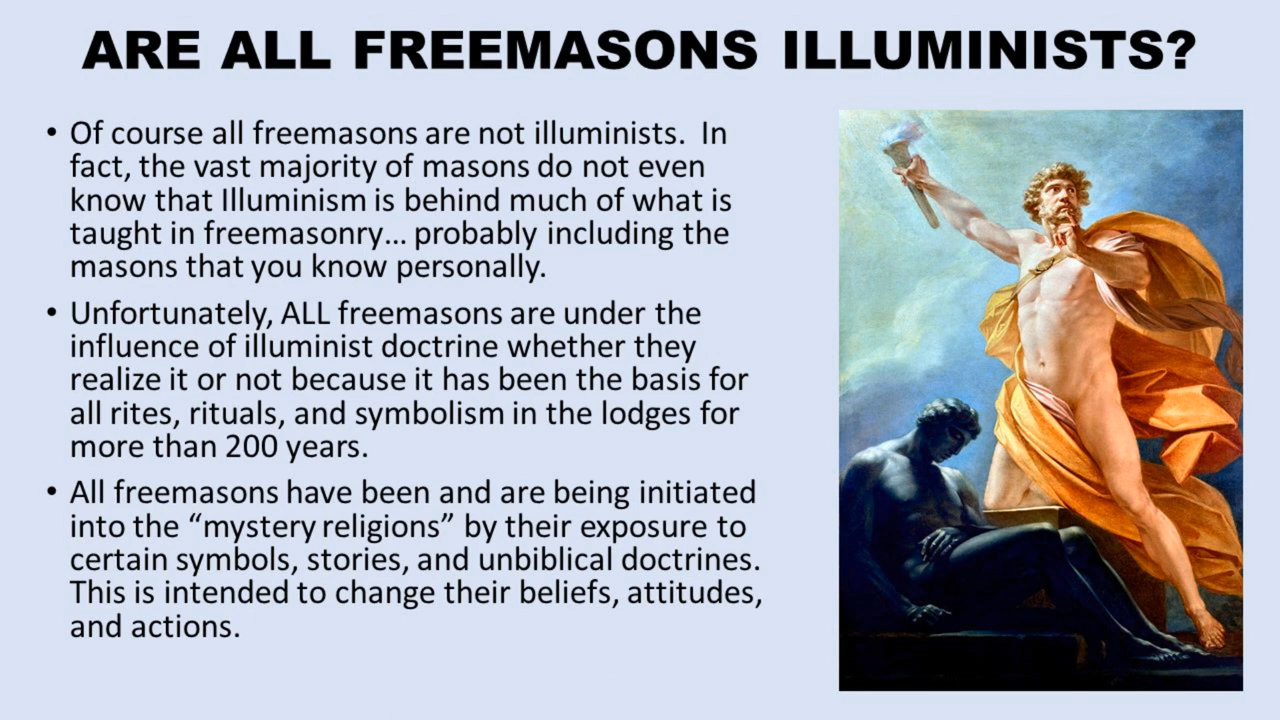 ARE ALL FREEMASONS ILLUMINISTS?
• Of course all freemasons are not illuminists.  In
fact, the vast majority of masons do not even
know that Illuminism is behind much of what is
taught in freemasonry... probably including the
masons that you know personally.
• Unfortunately, ALL freemasons are under the
influence of illuminist doctrine whether they
realize it or not because it has been the basis for
all rites, rituals, and symbolism in the lodges for
more than 200 years.
• All freemasons have been and are being initiated
into the “mystery religions” by their exposure to
certain symbols, stories, and unbiblical doctrines.
This is intended to change their beliefs, attitudes,
and actions.